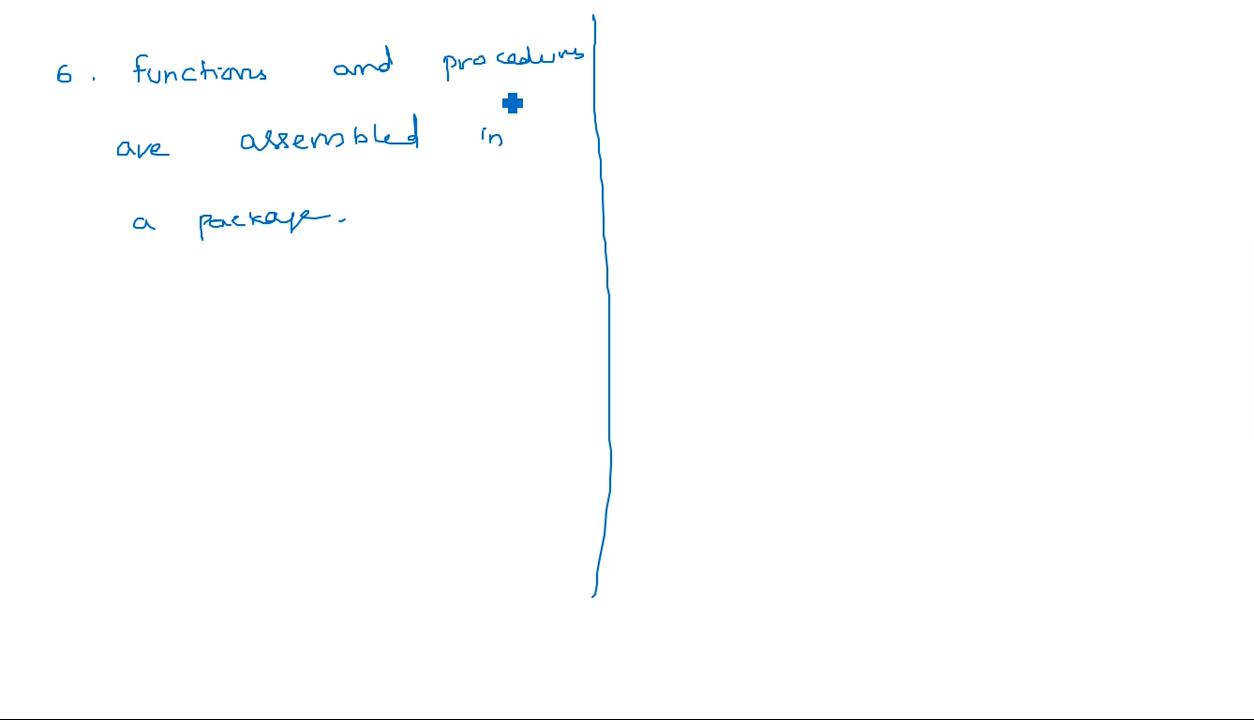 6. functions and procedures
are assembled in
a package.